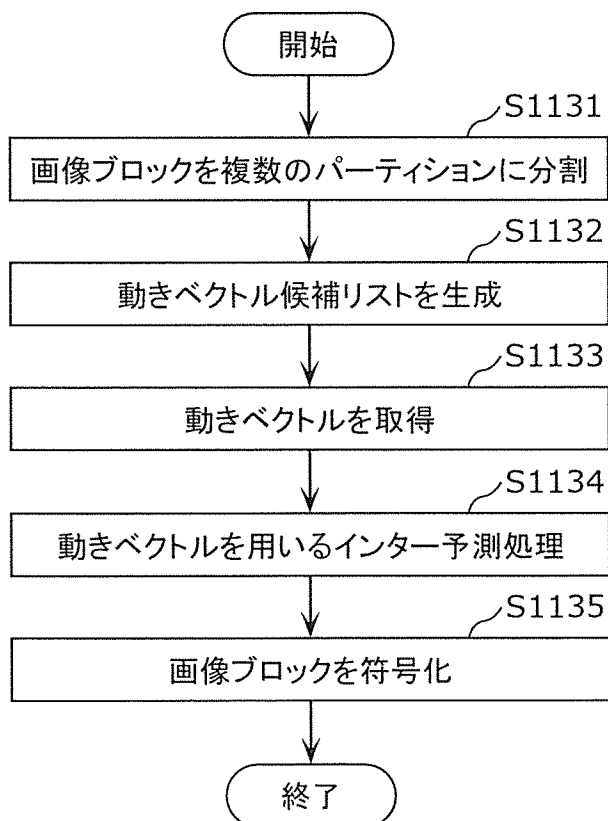 開始
S1131
画像ブロックを複数のパーティションに分割
S1132
動きベクトル候補リストを生成
S1133
動きベクトルを取得
S1134
動きベクトルを用いるインター予測処理
S1135
画像ブロックを符号化
終了